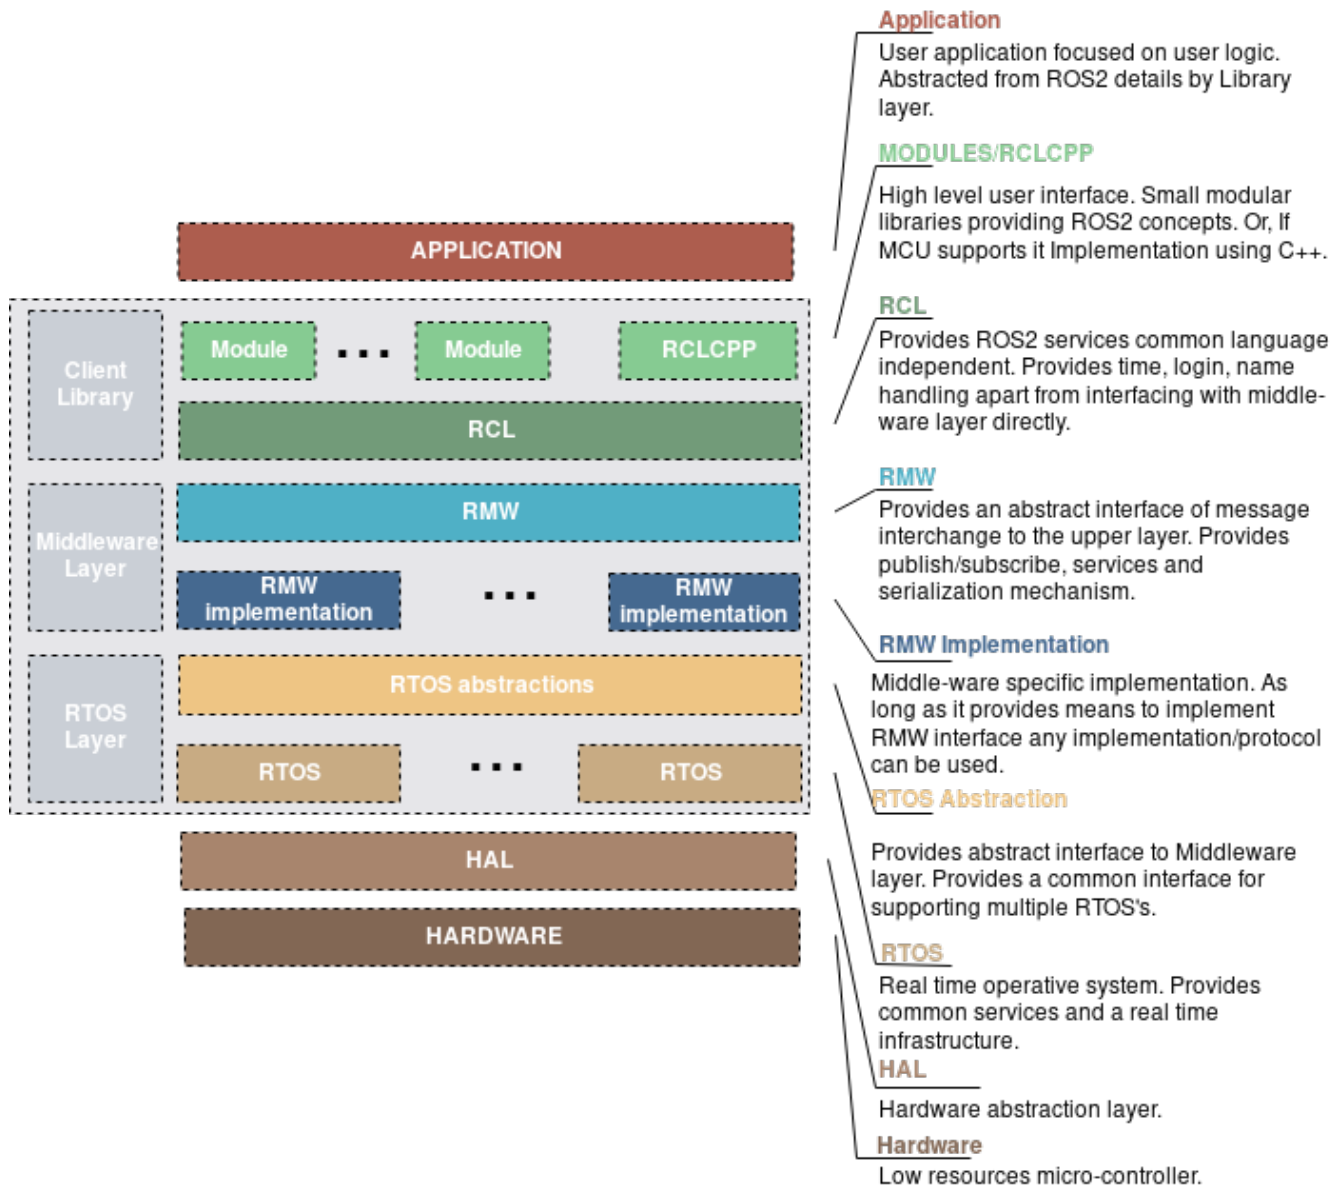 APPLICATION
Client
Library
Module
...
Module
RCLCPP
RCL
Middleware
Layer
RMW
RMW
implementation
...
RMW
implementation
RTOS
Layer
RTOS abstractions
RTOS
...
RTOS
HAL
HARDWARE
Application
User application focused on user logic.
Abstracted from ROS2 details by Library
layer.
MODULES/RCLCPP
High level user interface. Small modular
libraries providing ROS2 concepts. Or, If
MCU supports it Implementation using C++.
RCL
Provides ROS2 services common language
independent. Provides time, login, name
handling apart from interfacing with middle-
ware layer directly.
RMW
Provides an abstract interface of message
interchange to the upper layer. Provides
publish/subscribe, services and
serialization mechanism.
RMW Implementation
Middle-ware specific implementation. As
long as it provides means to implement
RMW interface any implementation/protocol
can be used.
RTOS Abstraction
Provides abstract interface to Middleware
layer. Provides a common interface for
supporting multiple RTOS's.
RTOS
Real time operative system. Provides
common services and a real time
infrastructure.
HAL
Hardware abstraction layer.
Hardware
Low resources micro-controller.